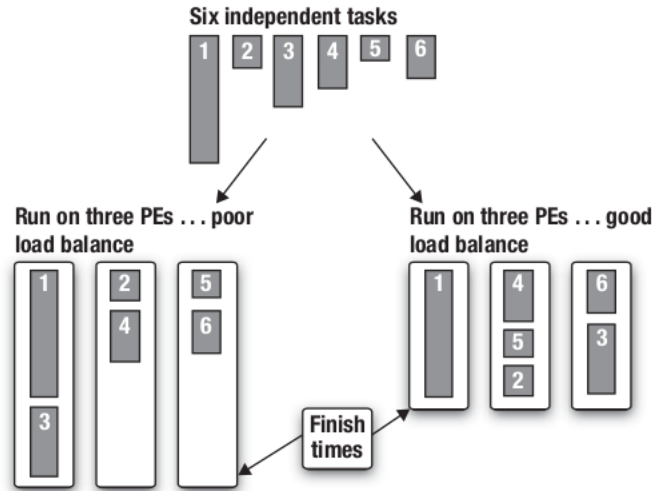 Six independent tasks
1 2 3 4 5 6
Run on three PEs . . . poor
load balance
1 2 5
4 6
3
Run on three PEs . . . good
load balance
1 4 6
5 3
2
Finish
times